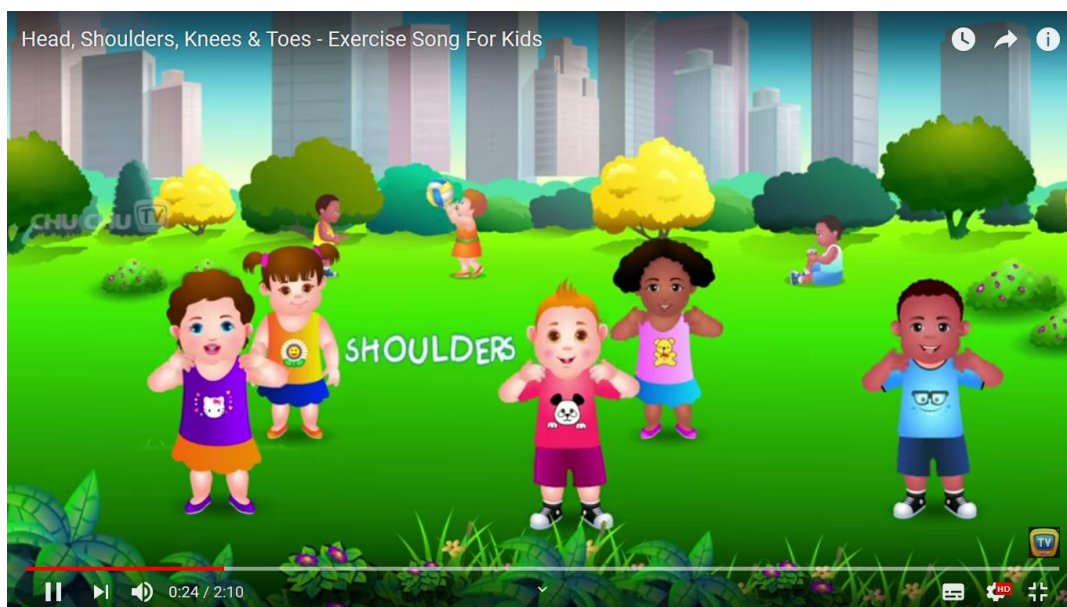 Head, Shoulders, Knees & Toes - Exercise Song For Kids
CHU CHU TV
SHOULDERS
TV
0:24 / 2:10
HD